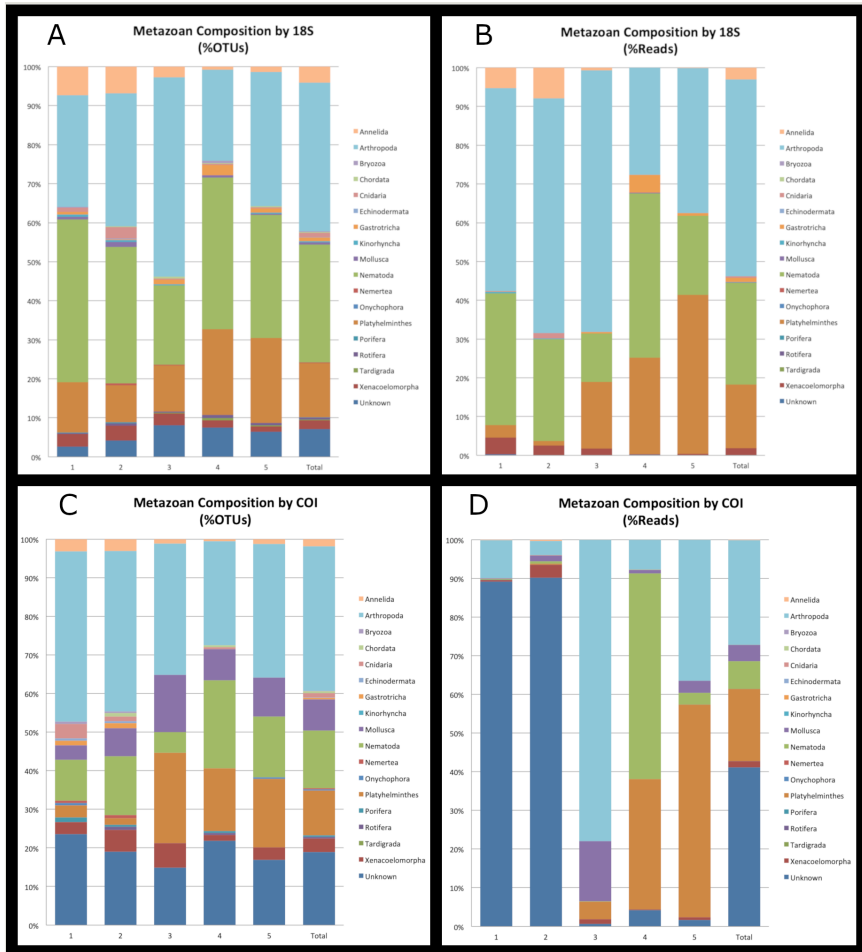 A
Metazoan Composition by 18S
(%OTUs)
100%
90%
80%
70%
60%
50%
40%
30%
20%
10%
0%
1 2 3 4 5 Total
Annelida
Arthropoda
Bryozoa
Chordata
Cnidaria
Echinodermata
Gastrotricha
Kinorhyncha
Mollusca
Nematoda
Nemertea
Onychophora
Platyhelminthes
Porifera
Rotifera
Tardigrada
Xenacoelomorpha
Unknown
B
Metazoan Composition by 18S
(%Reads)
100%
90%
80%
70%
60%
50%
40%
30%
20%
10%
0%
1 2 3 4 5 Total
Annelida
Arthropoda
Bryozoa
Chordata
Cnidaria
Echinodermata
Gastrotricha
Kinorhyncha
Mollusca
Nematoda
Nemertea
Onychophora
Platyhelminthes
Porifera
Rotifera
Tardigrada
Xenacoelomorpha
Unknown
C
Metazoan Composition by COI
(%OTUs)
100%
90%
80%
70%
60%
50%
40%
30%
20%
10%
0%
1 2 3 4 5 Total
Annelida
Arthropoda
Bryozoa
Chordata
Cnidaria
Echinodermata
Gastrotricha
Kinorhyncha
Mollusca
Nematoda
Nemertea
Onychophora
Platyhelminthes
Porifera
Rotifera
Tardigrada
Xenacoelomorpha
Unknown
D
Metazoan Composition by COI
(%Reads)
100%
90%
80%
70%
60%
50%
40%
30%
20%
10%
0%
1 2 3 4 5 Total
Annelida
Arthropoda
Bryozoa
Chordata
Cnidaria
Echinodermata
Gastrotricha
Kinorhyncha
Mollusca
Nematoda
Nemertea
Onychophora
Platyhelminthes
Porifera
Rotifera
Tardigrada
Xenacoelomorpha
Unknown